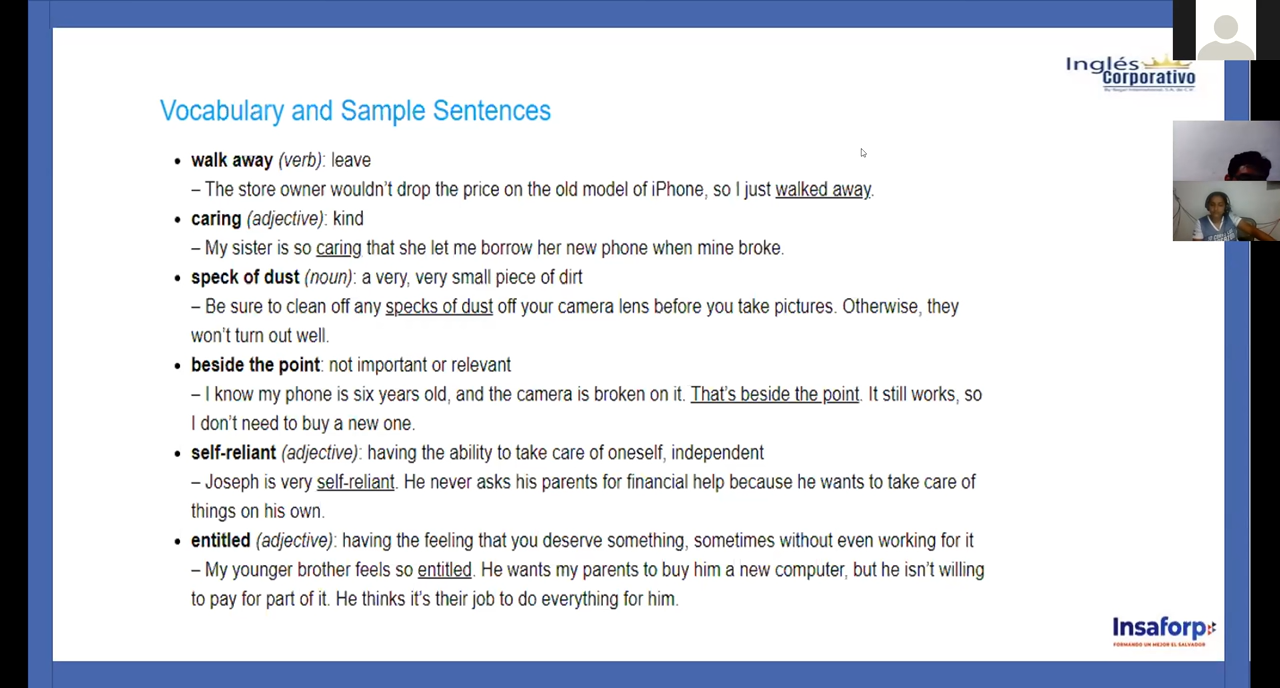 Inglés
Corporativo
Vocabulary and Sample Sentences
• walk away (verb): leave
– The store owner wouldn't drop the price on the old model of iPhone, so I just walked away.
• caring (adjective): kind
– My sister is so caring that she let me borrow her new phone when mine broke.
• speck of dust (noun): a very, very small piece of dirt
– Be sure to clean off any specks of dust off your camera lens before you take pictures. Otherwise, they
won't turn out well.
• beside the point: not important or relevant
– I know my phone is six years old, and the camera is broken on it. That's beside the point. It still works, so
I don't need to buy a new one.
• self-reliant (adjective): having the ability to take care of oneself, independent
– Joseph is very self-reliant. He never asks his parents for financial help because he wants to take care of
things on his own.
• entitled (adjective): having the feeling that you deserve something, sometimes without even working for it
– My younger brother feels so entitled. He wants my parents to buy him a new computer, but he isn't willing
to pay for part of it. He thinks it's their job to do everything for him.
Insaforp
FORMANDO UN MEJOR EL SALVADOR